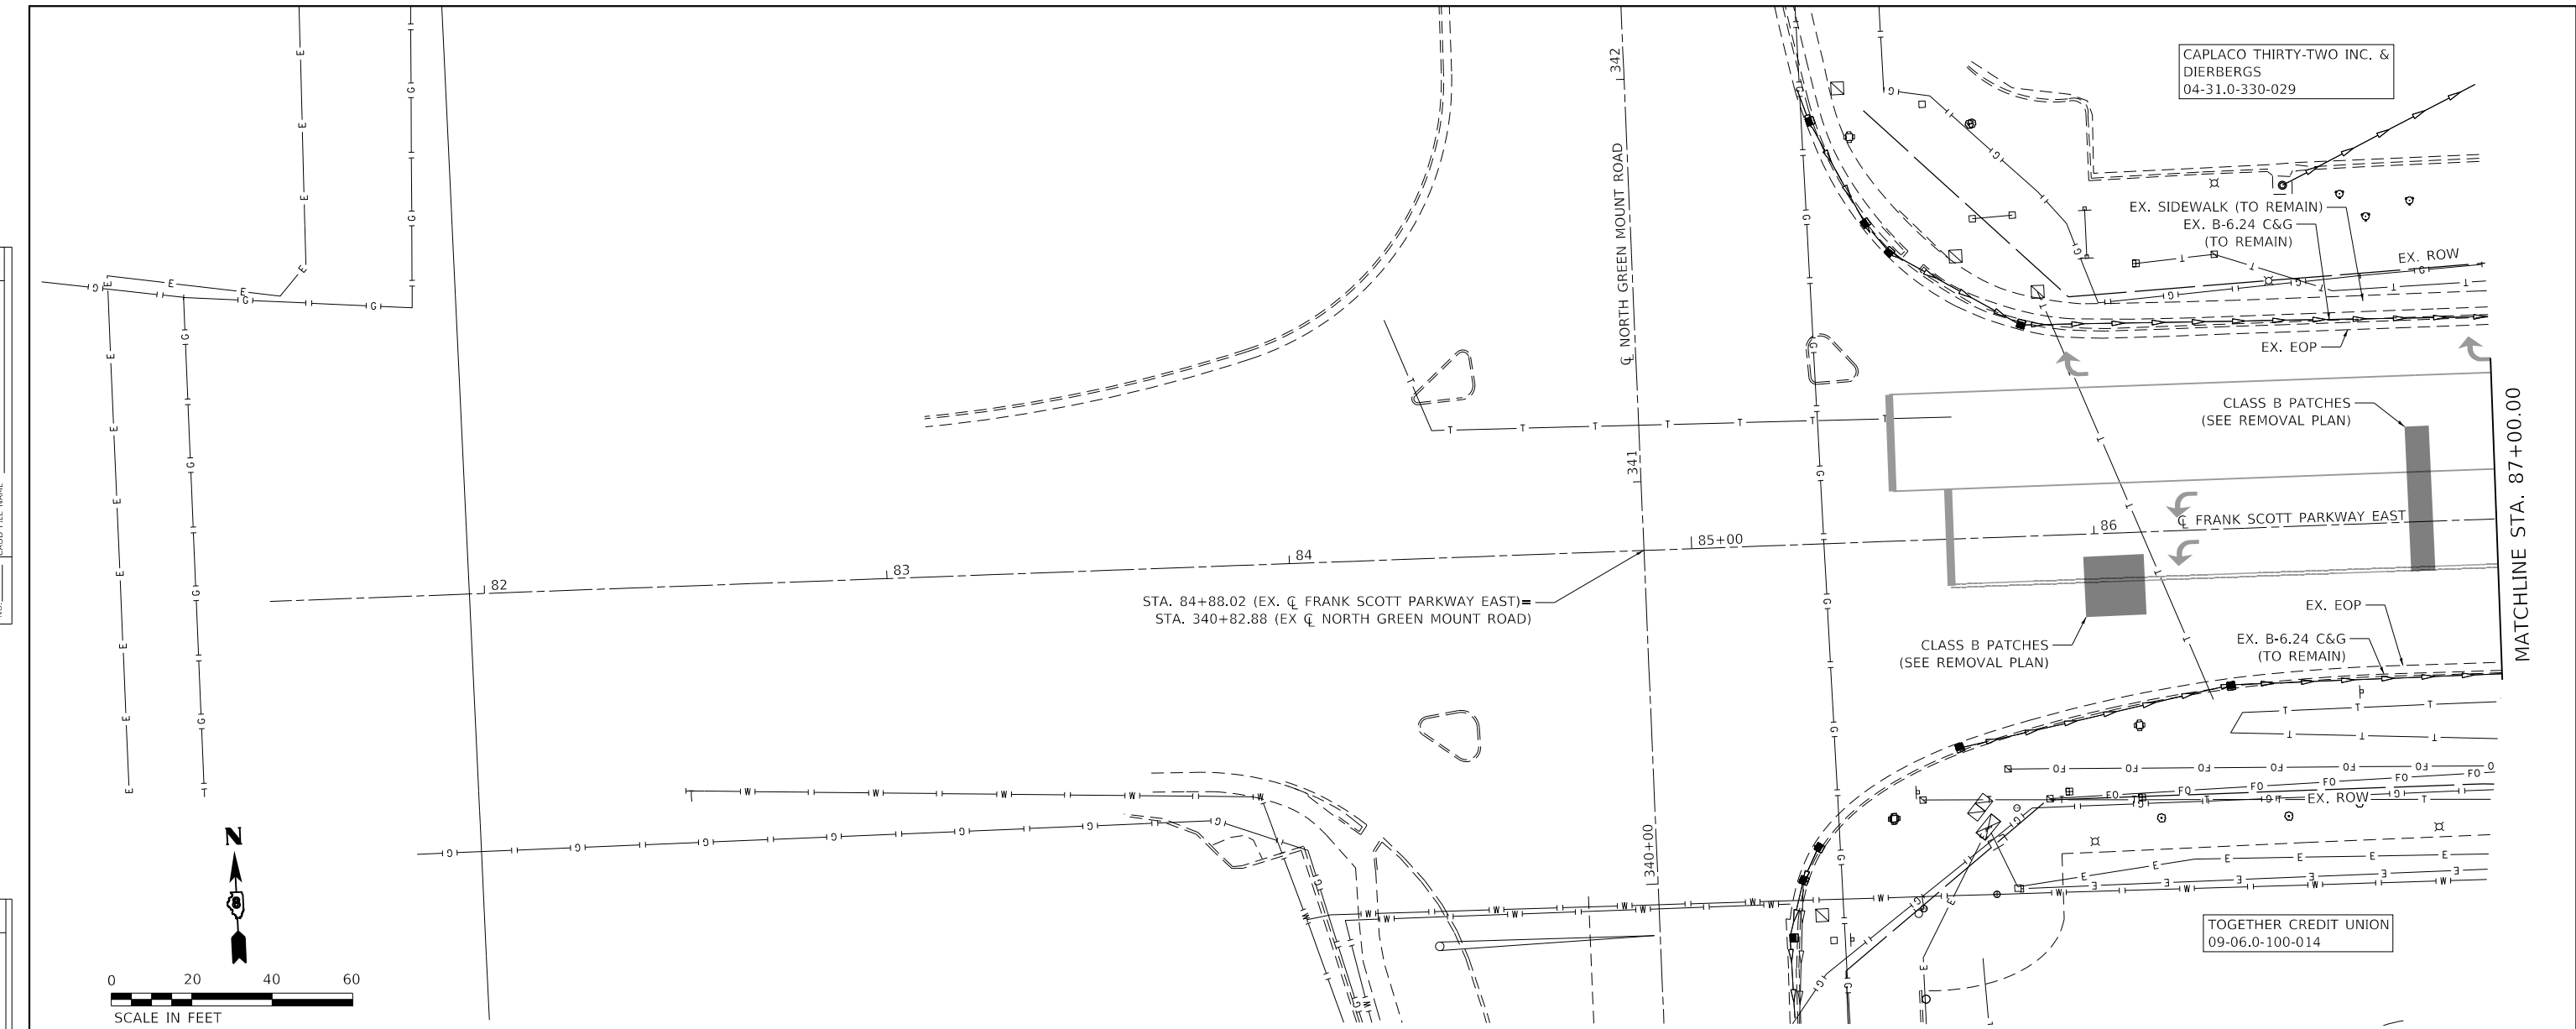 CAPLACO THIRTY-TWO INC. &
DIERBERGS
04-31.0-330-029
342
℄ NORTH GREEN MOUNT ROAD
EX. SIDEWALK (TO REMAIN)
EX. B-6.24 C&G
(TO REMAIN)
EX. ROW
EX. EOP
CLASS B PATCHES
(SEE REMOVAL PLAN)
MATCHLINE STA. 87+00.00
341
℄ FRANK SCOTT PARKWAY EAST
86
85+00
84
83
82
STA. 84+88.02 (EX. ℄ FRANK SCOTT PARKWAY EAST)=
STA. 340+82.88 (EX ℄ NORTH GREEN MOUNT ROAD)
EX. EOP
CLASS B PATCHES
(SEE REMOVAL PLAN)
EX. B-6.24 C&G
(TO REMAIN)
EX. ROW
340+00
TOGETHER CREDIT UNION
09-06.0-100-014
N
8
0 20 40 60
SCALE IN FEET